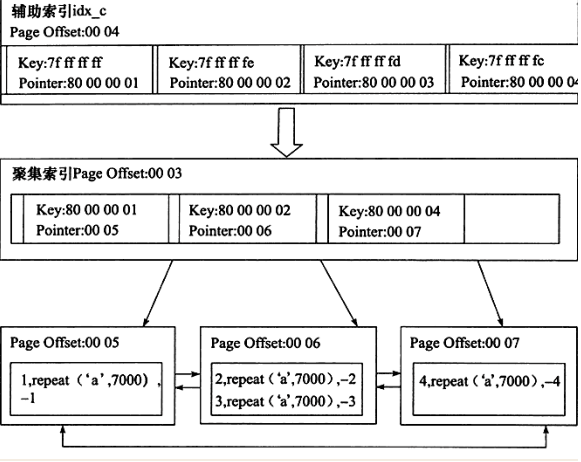 辅助索引idx_c
Page Offset:00 04
Key:7f ff ff ff
Pointer:80 00 00 01
Key:7f ff ff fe
Pointer:80 00 00 02
Key:7f ff ff fd
Pointer:80 00 00 03
Key:7f ff ff fc
Pointer:80 00 00 04
聚集索引Page Offset:00 03
Key:80 00 00 01
Pointer:00 05
Key:80 00 00 02
Pointer:00 06
Key:80 00 00 04
Pointer:00 07
Page Offset:00 05
1,repeat（‘a’,7000）,
-1
Page Offset:00 06
2,repeat（‘a’,7000）,-2
3,repeat（‘a’,7000）,-3
Page Offset:00 07
4,repeat（‘a’,7000）,-4